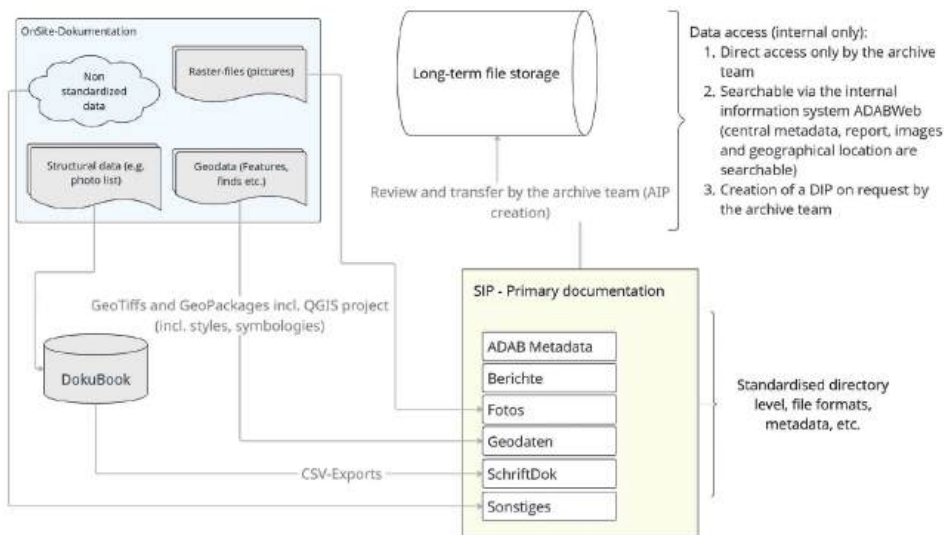 OnSite-Dokumentation
Non
standardized
data
Raster-files (pictures)
Structural data (e.g.
photo list)
Geodata (Features,
finds etc.)
Long-term file storage
Data access (internal only):
1. Direct access only by the archive
team
2. Searchable via the internal
information system ADABWeb
(central metadata, report, images
and geographical location are
searchable)
3. Creation of a DIP on request by
the archive team
Review and transfer by the archive team (AIP
creation)
GeoTiffs and GeoPackages incl. QGIS project
(incl. styles, symbologies)
DokuBook
CSV-Exports
SIP - Primary documentation
ADAB Metadata
Berichte
Fotos
Geodaten
SchriftDok
Sonstiges
Standardised directory
level, file formats,
metadata, etc.